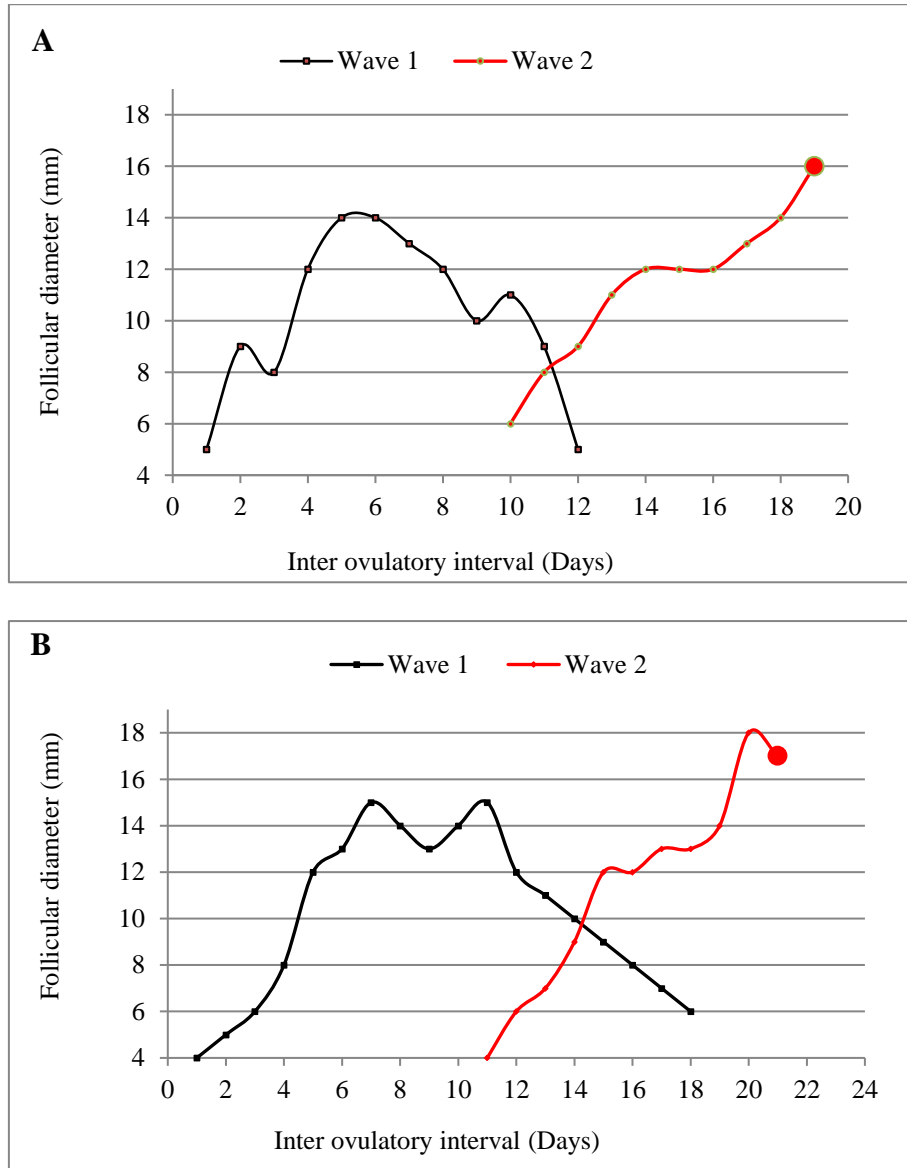 A
Wave 1 Wave 2
Follicular diameter (mm)
18
16
14
12
10
8
6
4
0 2 4 6 8 10 12 14 16 18 20
Inter ovulatory interval (Days)
B
Wave 1 Wave 2
Follicular diameter (mm)
18
16
14
12
10
8
6
4
0 2 4 6 8 10 12 14 16 18 20 22 24
Inter ovulatory interval (Days)